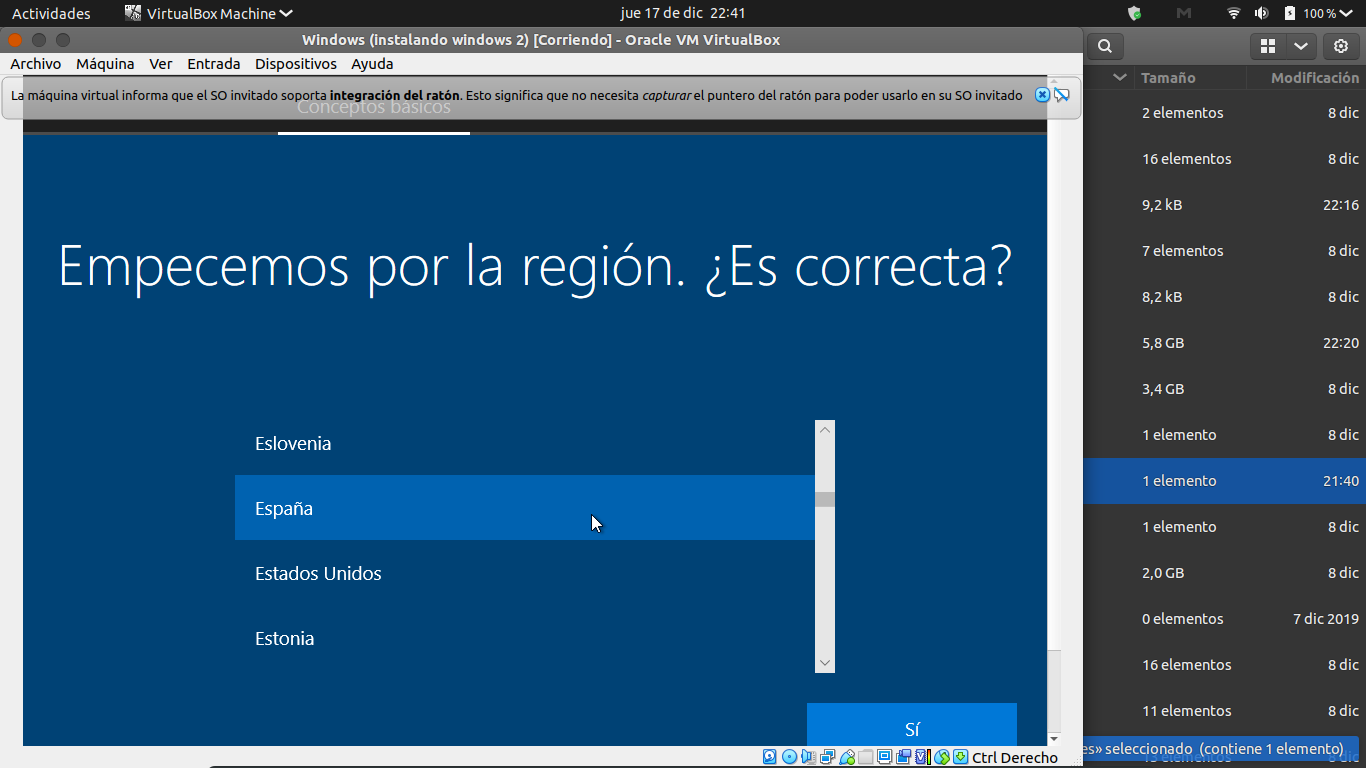 Actividades VirtualBox Machine jue 17 de dic 22:41 100 %
Windows (instalando windows 2) [Corriendo] - Oracle VM VirtualBox
Archivo Máquina Ver Entrada Dispositivos Ayuda
La máquina virtual informa que el SO invitado soporta integración del ratón. Esto significa que no necesita capturar el puntero del ratón para poder usarlo en su SO invitado
Conceptos básicos
Empecemos por la región. ¿Es correcta?
Eslovenia
España
Estados Unidos
Estonia
Sí
Ctrl Derecho
Tamaño Modificación
2 elementos 8 dic
16 elementos 8 dic
9,2 kB 22:16
7 elementos 8 dic
8,2 kB 8 dic
5,8 GB 22:20
3,4 GB 8 dic
1 elemento 8 dic
1 elemento 21:40
1 elemento 8 dic
2,0 GB 8 dic
0 elementos 7 dic 2019
16 elementos 8 dic
11 elementos 8 dic
es» seleccionado (contiene 1 elemento)
13 elementos 8 dic